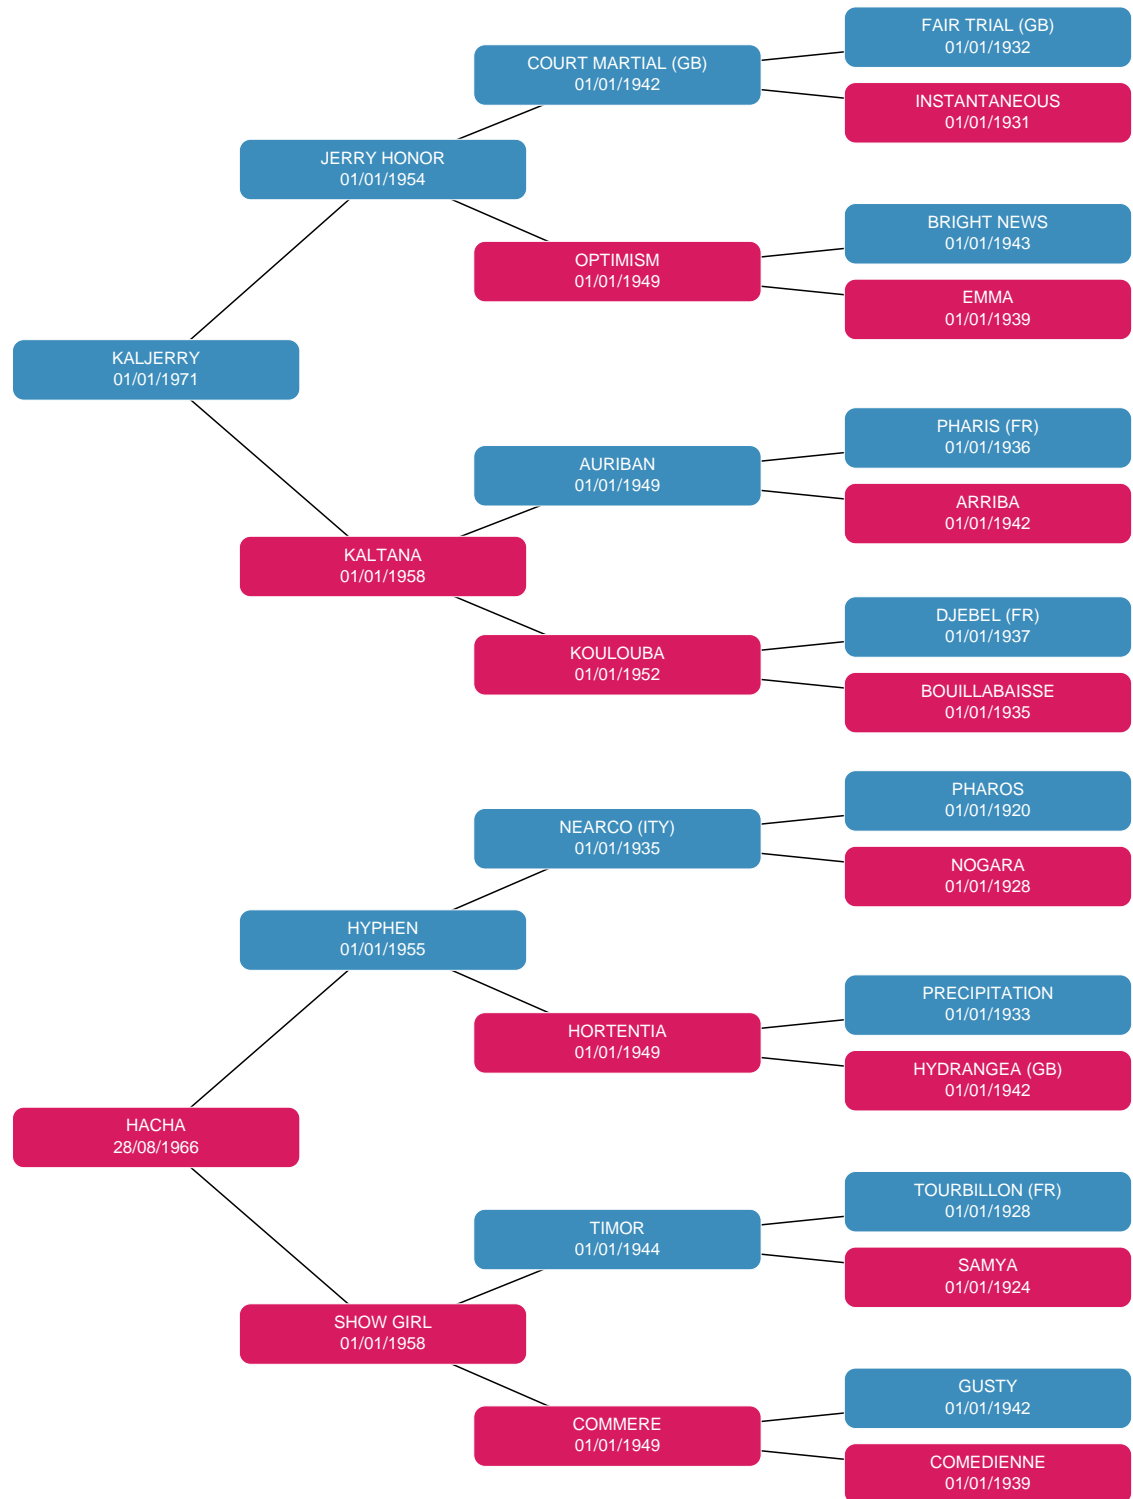 FAIR TRIAL (GB)
01/01/1932
COURT MARTIAL (GB)
01/01/1942
INSTANTANEOUS
01/01/1931
JERRY HONOR
01/01/1954
BRIGHT NEWS
01/01/1943
OPTIMISM
01/01/1949
EMMA
01/01/1939
KALJERRY
01/01/1971
PHARIS (FR)
01/01/1936
AURIBAN
01/01/1949
ARRIBA
01/01/1942
KALTANA
01/01/1958
DJEBEL (FR)
01/01/1937
KOULOUBA
01/01/1952
BOUILLABAISSE
01/01/1935
PHAROS
01/01/1920
NEARCO (ITY)
01/01/1935
NOGARA
01/01/1928
HYPHEN
01/01/1955
PRECIPITATION
01/01/1933
HORTENTIA
01/01/1949
HYDRANGEA (GB)
01/01/1942
HACHA
28/08/1966
TOURBILLON (FR)
01/01/1928
TIMOR
01/01/1944
SAMYA
01/01/1924
SHOW GIRL
01/01/1958
GUSTY
01/01/1942
COMMERE
01/01/1949
COMEDIENNE
01/01/1939